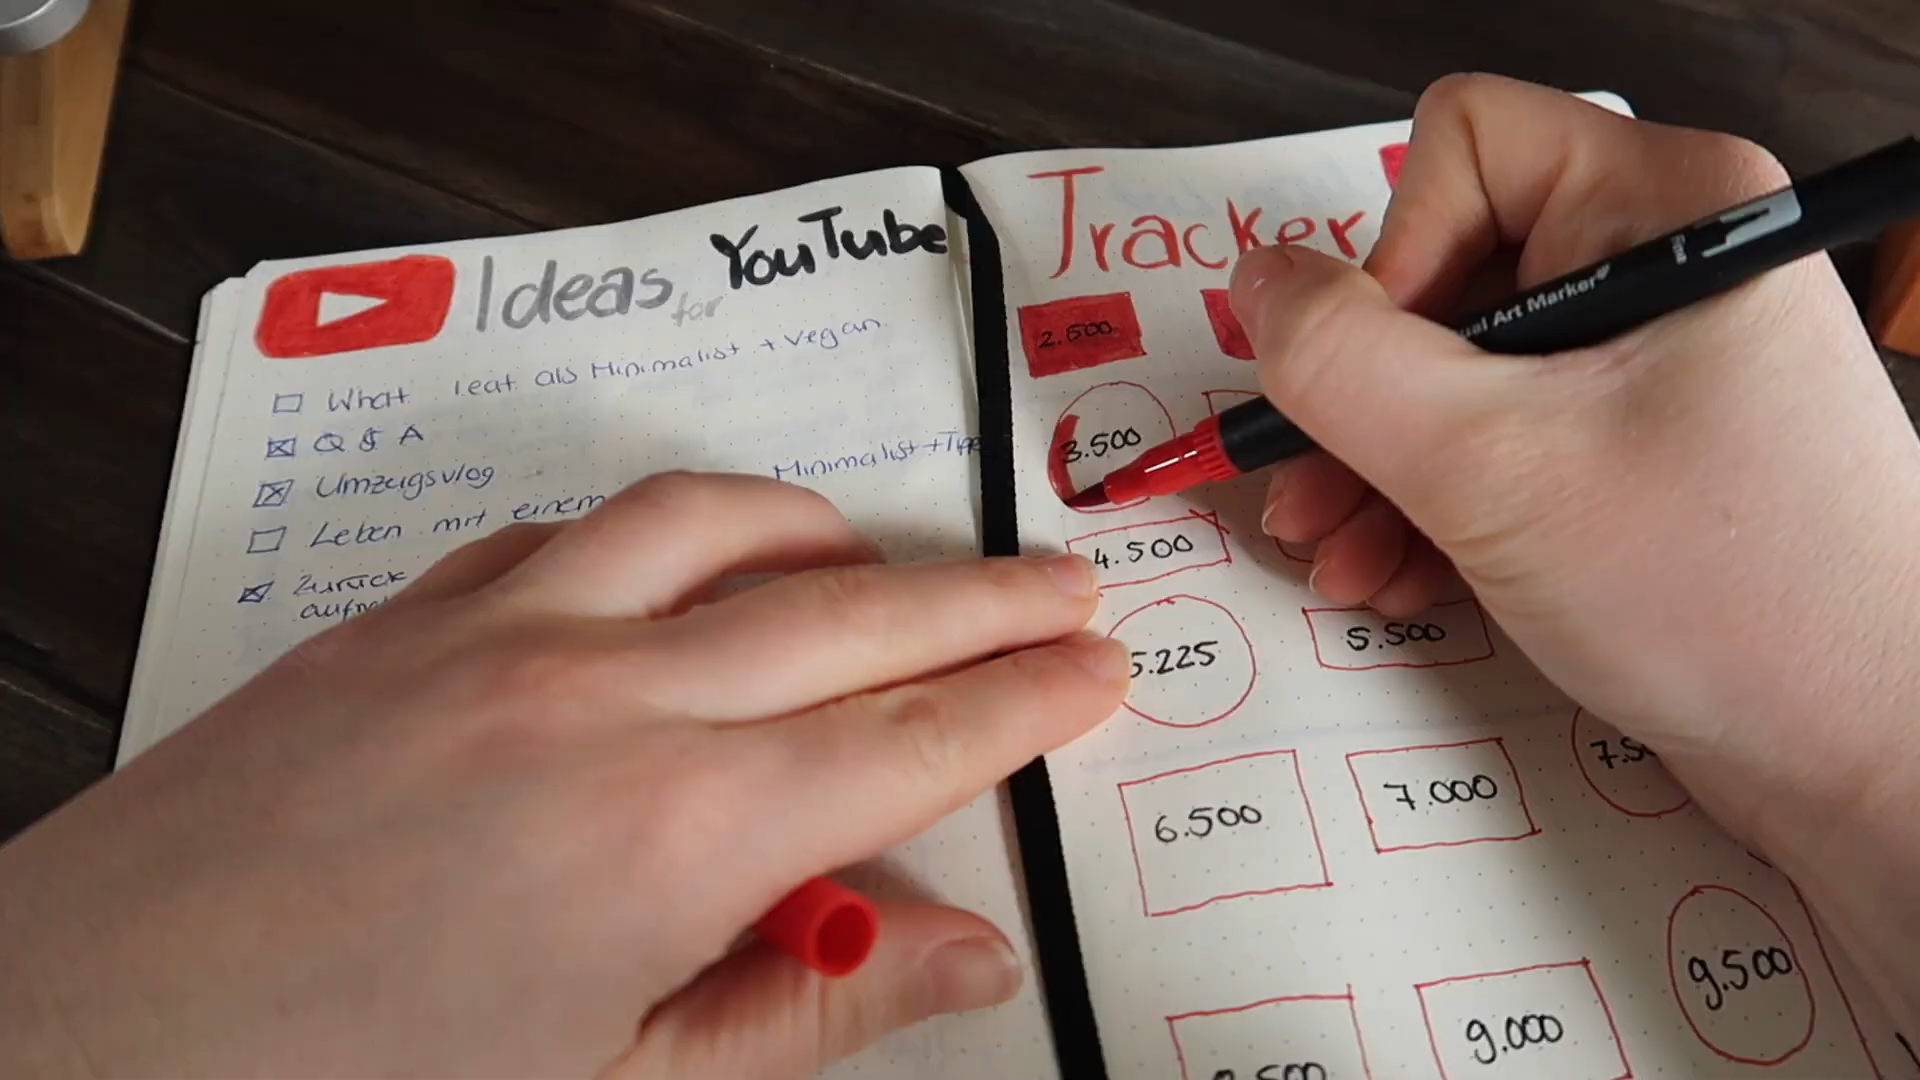 Ideas for YouTube
What I eat als Minimalist + vegan
Q & A
Umzugsvlog
Leben mit einem Minimalist + Tipps
Zurück
Tracker
2.500
3.500
4.500
5.225
5.500
6.500
7.000
9.000
9.500
Dual Art Marker